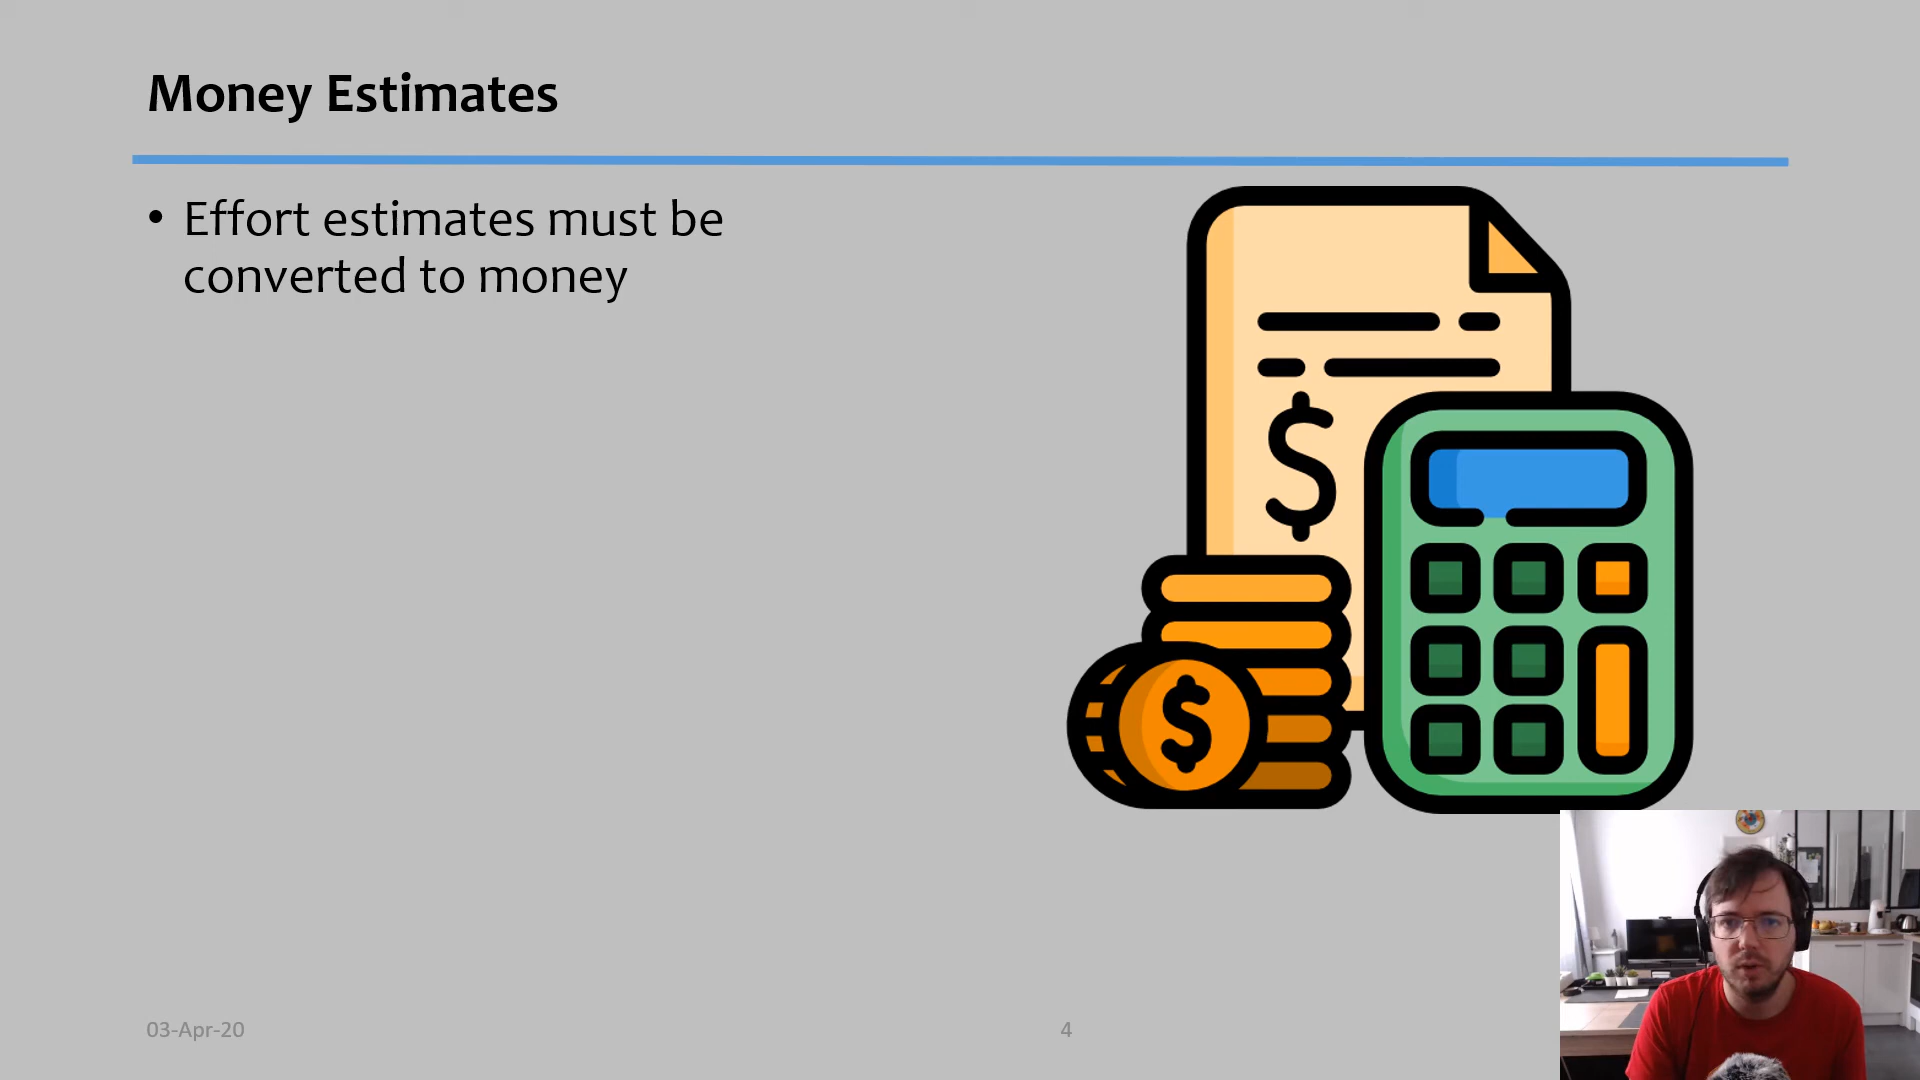 Money Estimates
• Effort estimates must be
converted to money
$
$
03-Apr-20
4